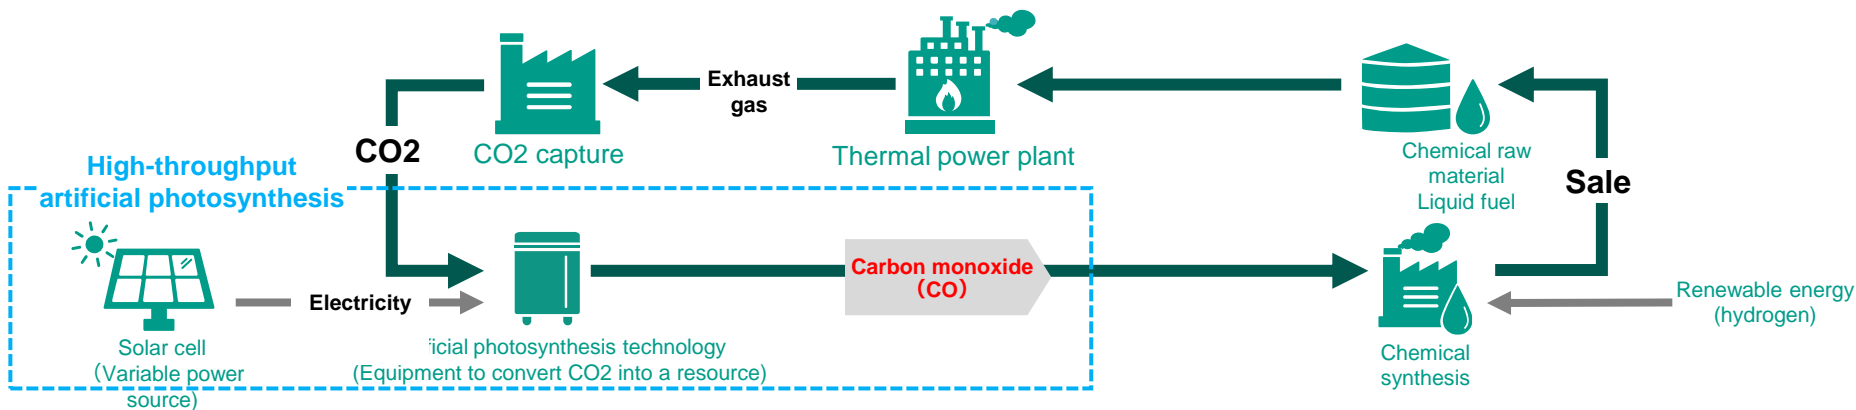 Exhaust
gas
CO2
CO2 capture
Thermal power plant
Chemical raw
material
Liquid fuel
Sale
High-throughput
artificial photosynthesis
Electricity
Carbon monoxide
（CO）
Solar cell
（Variable power
source)
ficial photosynthesis technology
(Equipment to convert CO2 into a resource)
Chemical
synthesis
Renewable energy
(hydrogen)